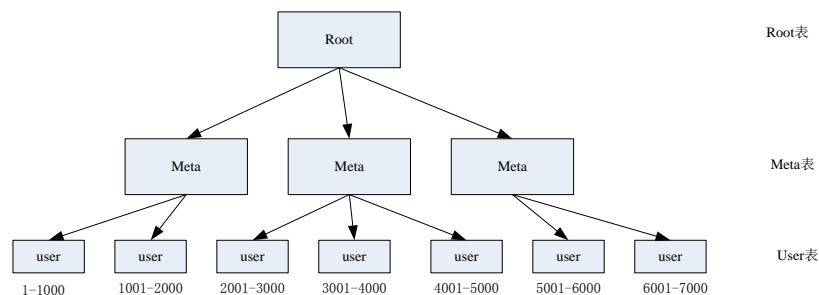 Root
Root表
Meta
Meta
Meta
Meta表
user
user
user
user
user
user
user
User表
1-1000
1001-2000
2001-3000
3001-4000
4001-5000
5001-6000
6001-7000